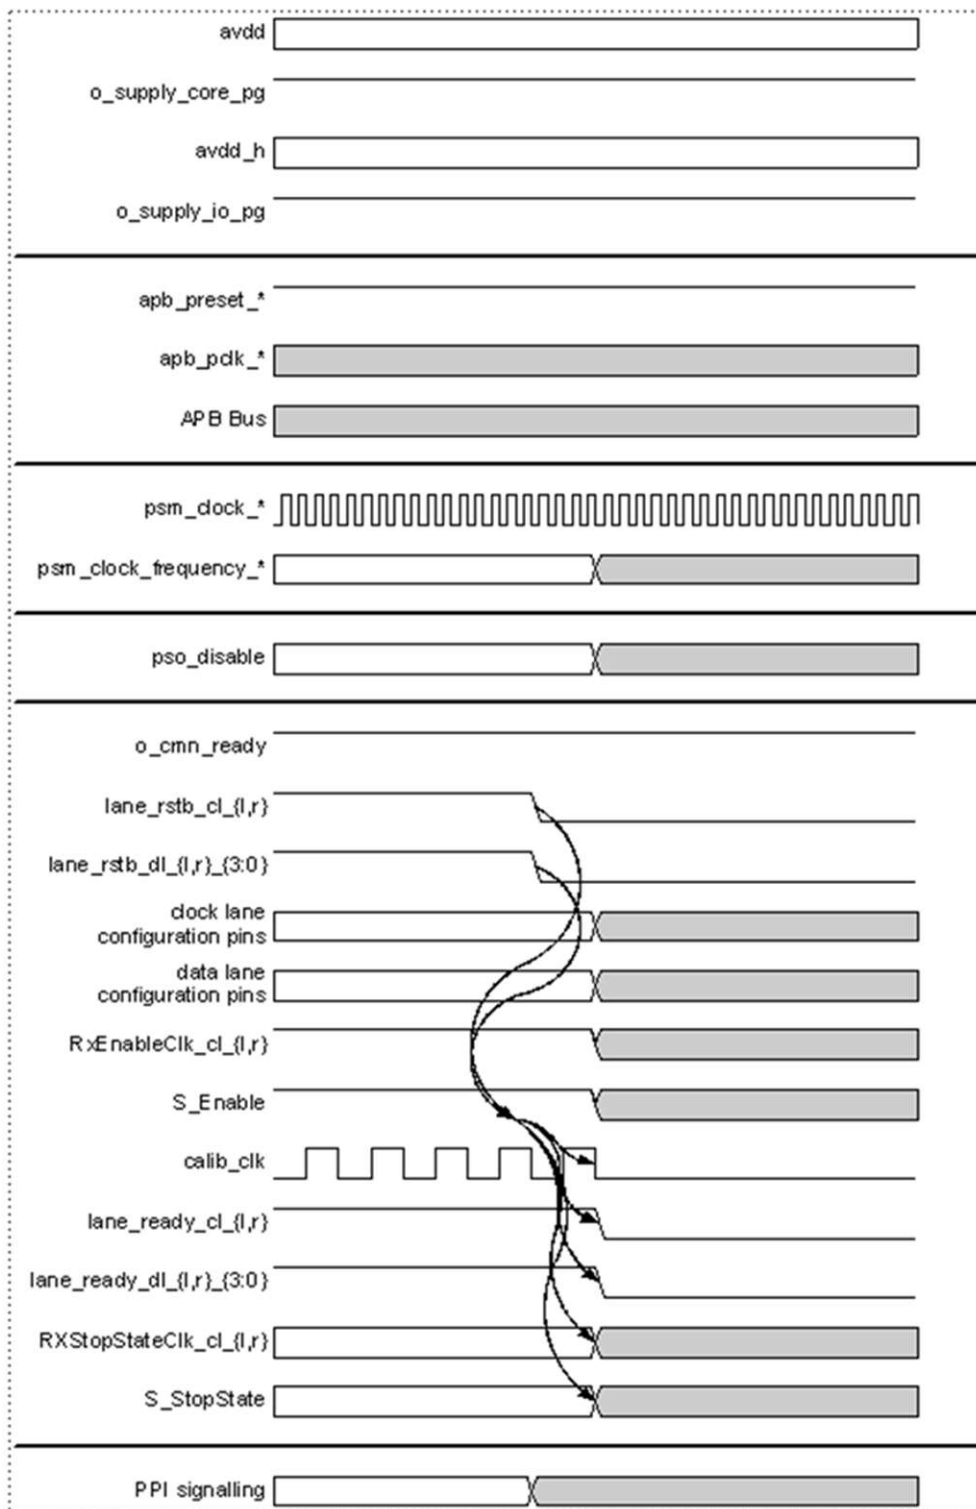 avdd
o_supply_core_pg
avdd_h
o_supply_io_pg
apb_preset_*
apb_pclk_*
APB Bus
psm_clock_*
psm_clock_frequency_*
pso_disable
o_cmn_ready
lane_rstb_cl_{l,r}
lane_rstb_dl_{l,r}_{3:0}
clock lane
configuration pins
data lane
configuration pins
RxEnableClk_cl_{l,r}
S_Enable
calib_clk
lane_ready_cl_{l,r}
lane_ready_dl_{l,r}_{3:0}
RXStopStateClk_cl_{l,r}
S_StopState
PPI signalling